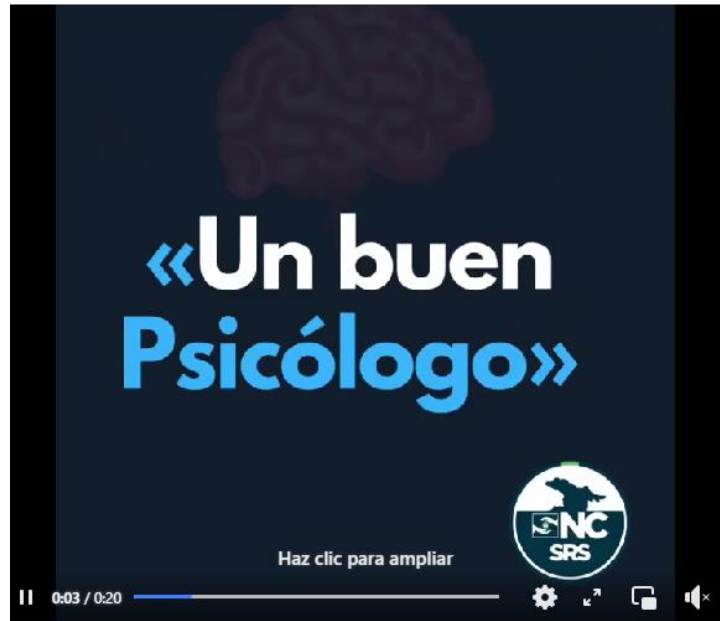 «Un buen
Psicólogo»
NC
SRS
Haz clic para ampliar
0:03 / 0:20